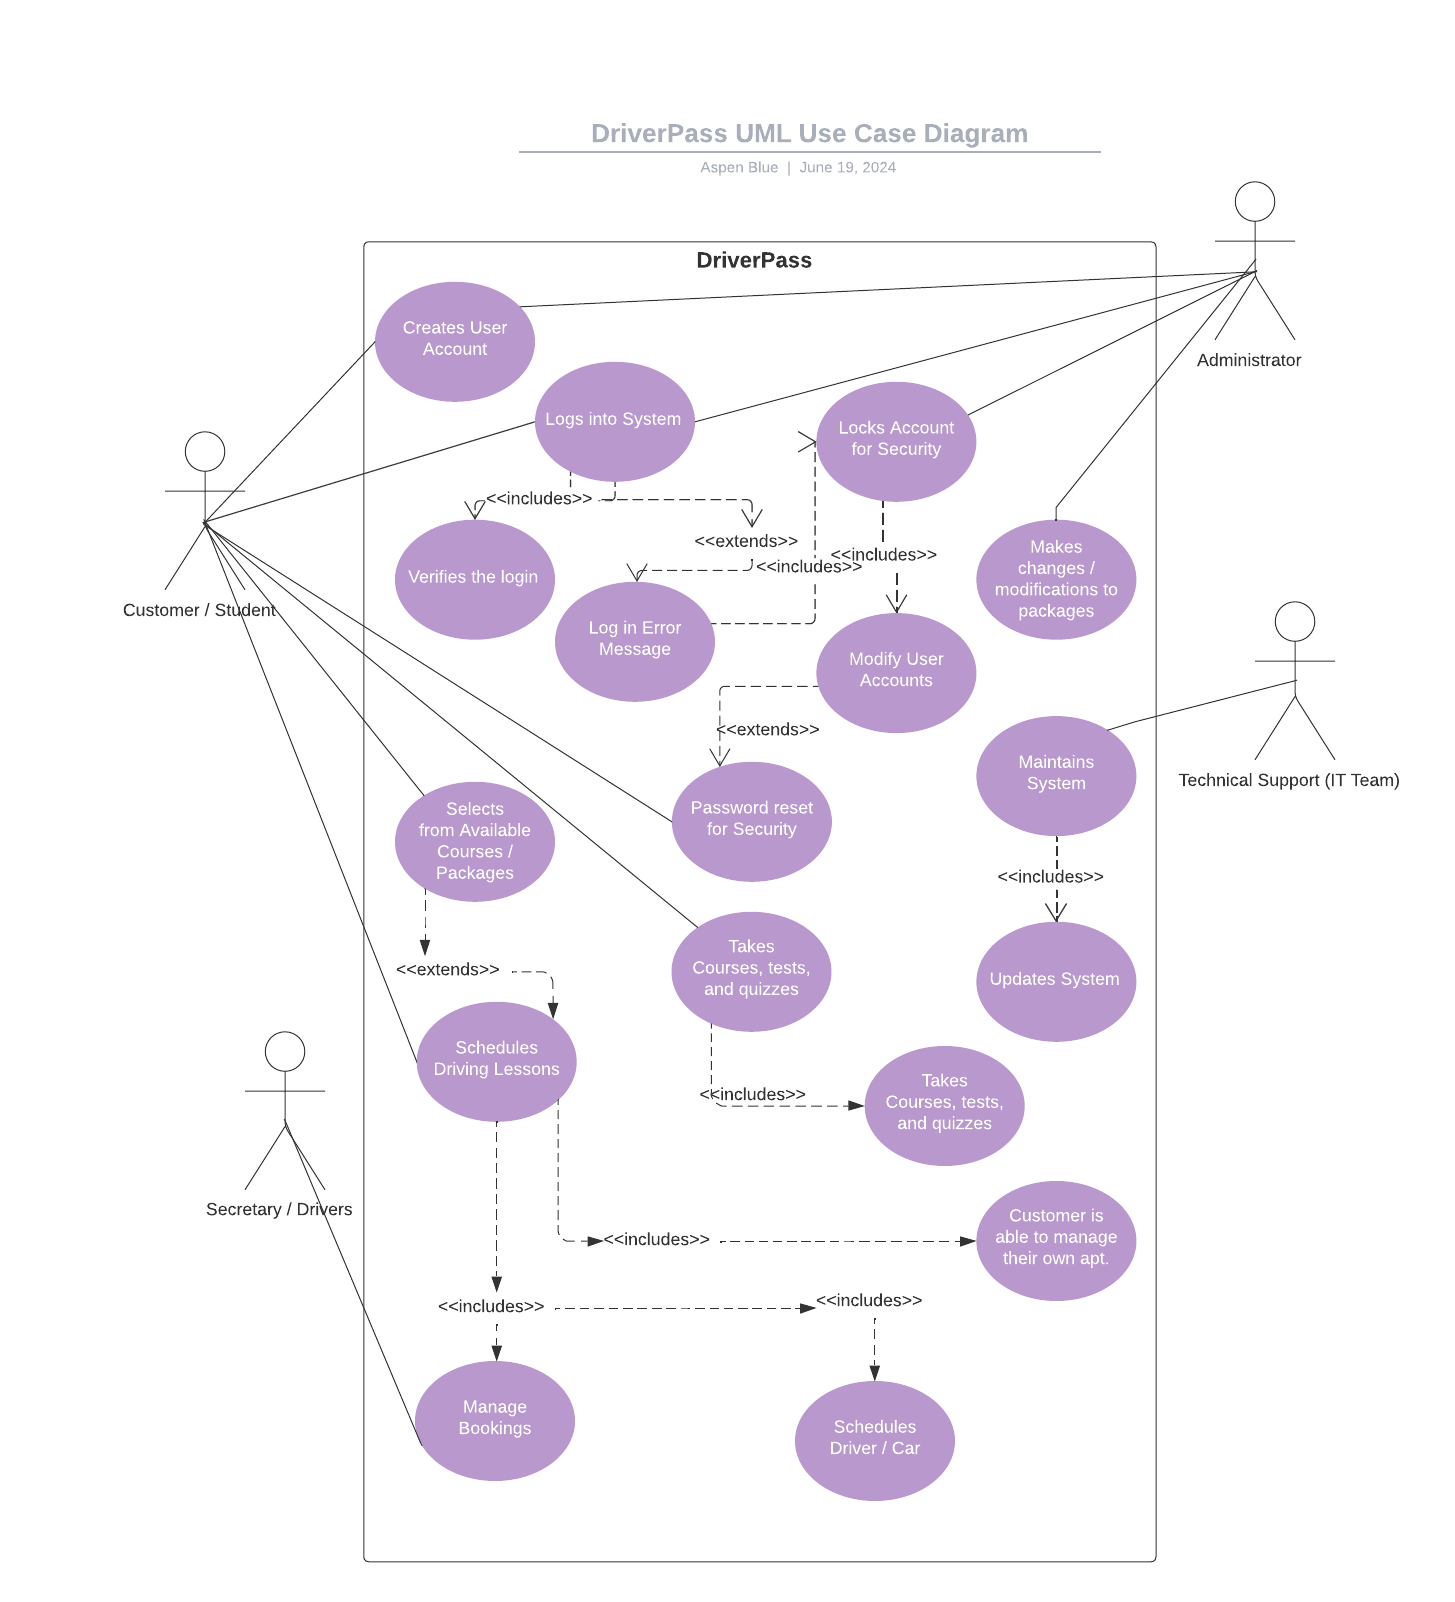 DriverPass UML Use Case Diagram
Aspen Blue | June 19, 2024
DriverPass
Creates User
Account
Administrator
Logs into System
Locks Account
for Security
<<includes>>
<<extends>>
<<includes>>
<<includes>>
Makes
changes /
modifications to
packages
Verifies the login
Customer / Student
Log in Error
Message
Modify User
Accounts
<<extends>>
Maintains
System
Technical Support (IT Team)
Selects
from Available
Courses /
Packages
Password reset
for Security
<<includes>>
<<extends>>
Takes
Courses, tests,
and quizzes
Updates System
Schedules
Driving Lessons
<<includes>>
Takes
Courses, tests,
and quizzes
Secretary / Drivers
<<includes>>
Customer is
able to manage
their own apt.
<<includes>>
<<includes>>
Manage
Bookings
Schedules
Driver / Car